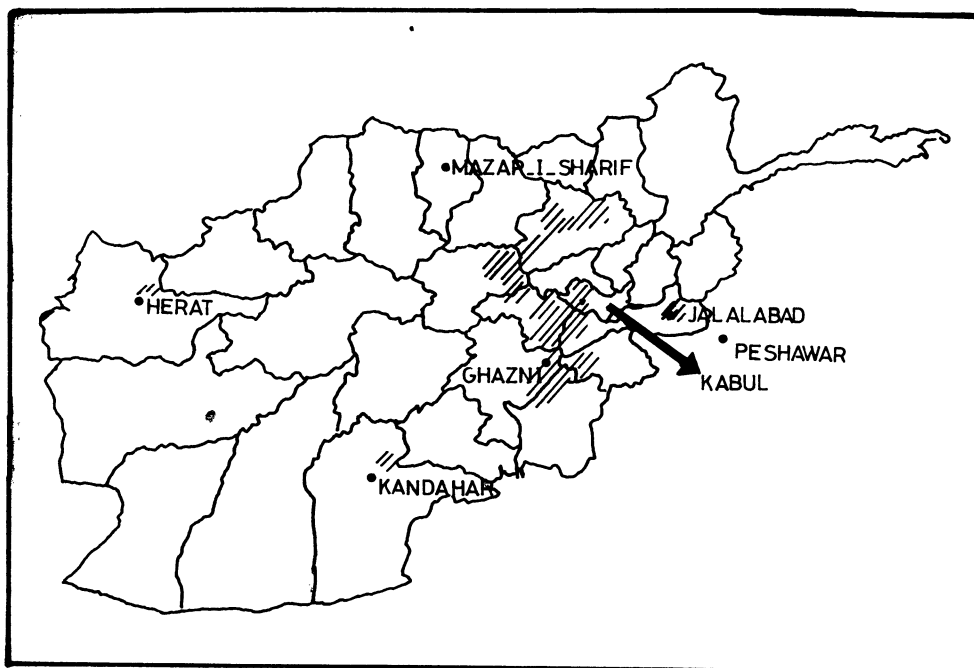 MAZAR_I_SHARIF
HERAT
JALALABAD
PESHAWAR
GHAZNI
KABUL
KANDAHAR